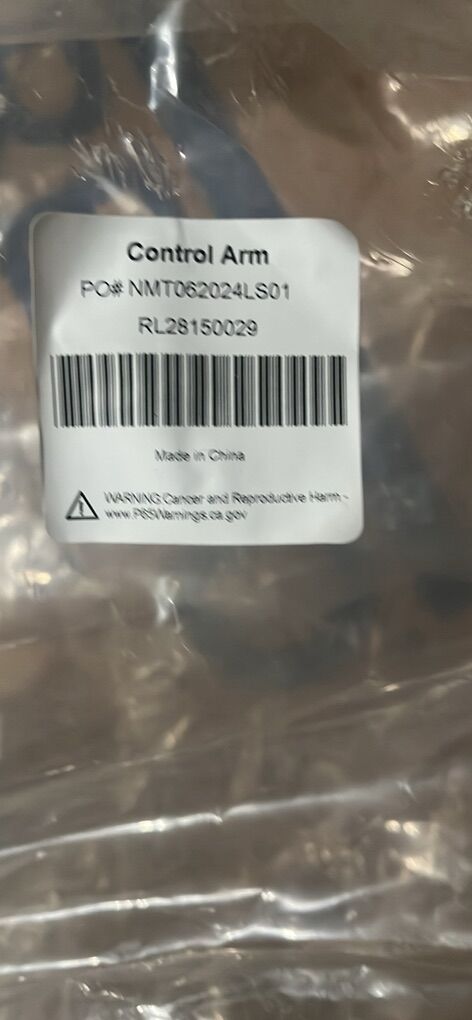 Control Arm
PO# NMT062024LS01
RL28150029
Made in China
WARNING:Cancer and Reproductive Harm -
www.P65Warnings.ca.gov